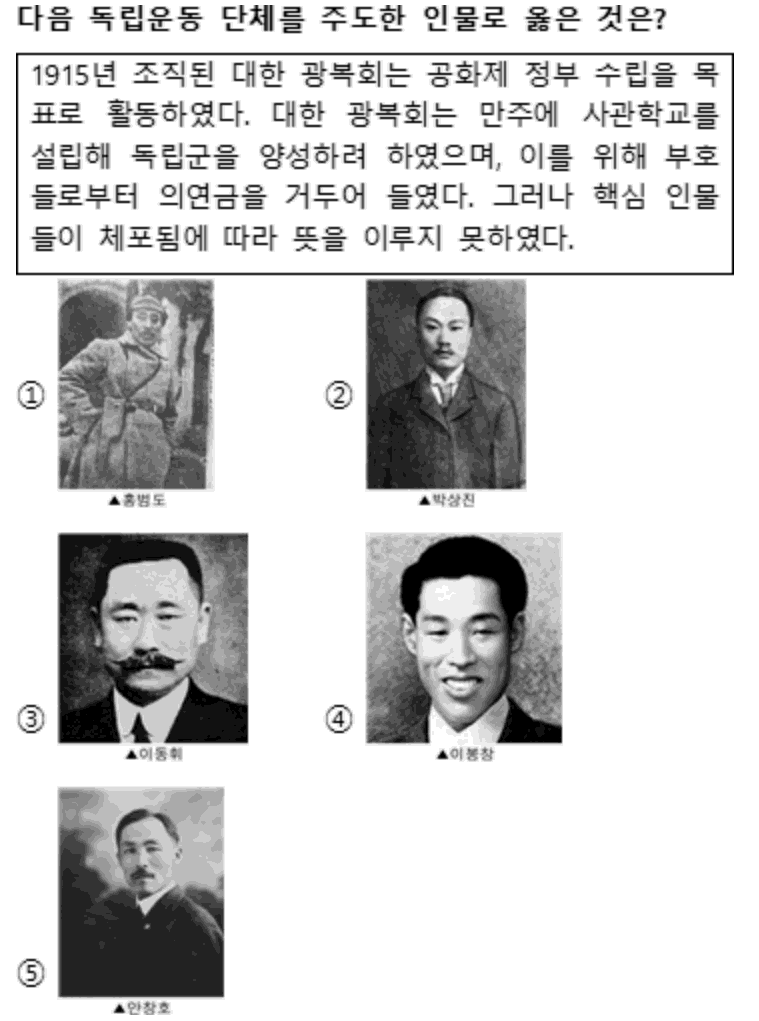 다음 독립운동 단체를 주도한 인물로 옳은 것은?
1915년 조직된 대한 광복회는 공화제 정부 수립을 목
표로 활동하였다. 대한 광복회는 만주에 사관학교를
설립해 독립군을 양성하려 하였으며, 이를 위해 부호
들로부터 의연금을 거두어 들였다. 그러나 핵심 인물
들이 체포됨에 따라 뜻을 이루지 못하였다.
①
▲홍범도
②
▲박상진
③
▲이동휘
④
▲이봉창
⑤
▲안창호